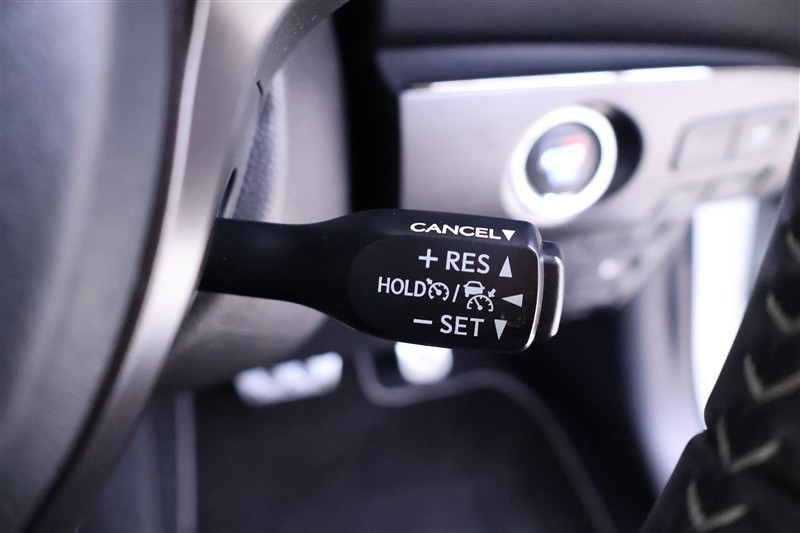 CANCEL▼
+ RES ▲
HOLD / ◀
− SET ▼